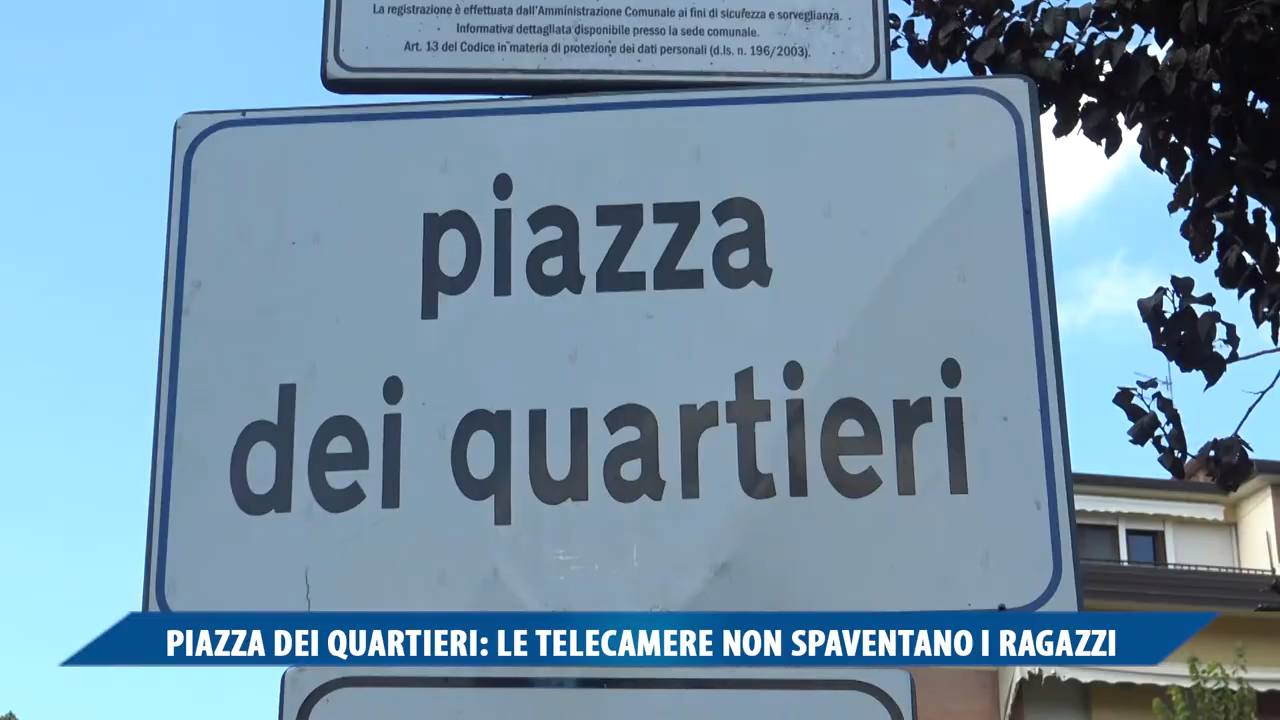 La registrazione è effettuata dall'Amministrazione Comunale ai fini di sicurezza e sorveglianza.
Informativa dettagliata disponibile presso la sede comunale.
Art. 13 del Codice in materia di protezione dei dati personali (d.ls. n. 196/2003).
piazza
dei quartieri
PIAZZA DEI QUARTIERI: LE TELECAMERE NON SPAVENTANO I RAGAZZI